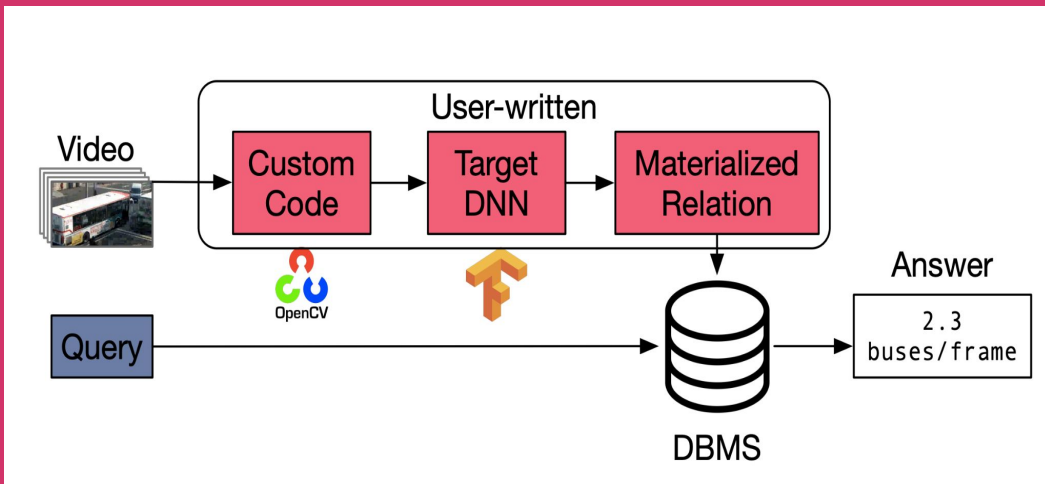 User-written
Video
Custom
Code
Target
DNN
Materialized
Relation
OpenCV
Answer
Query
2.3
buses/frame
DBMS